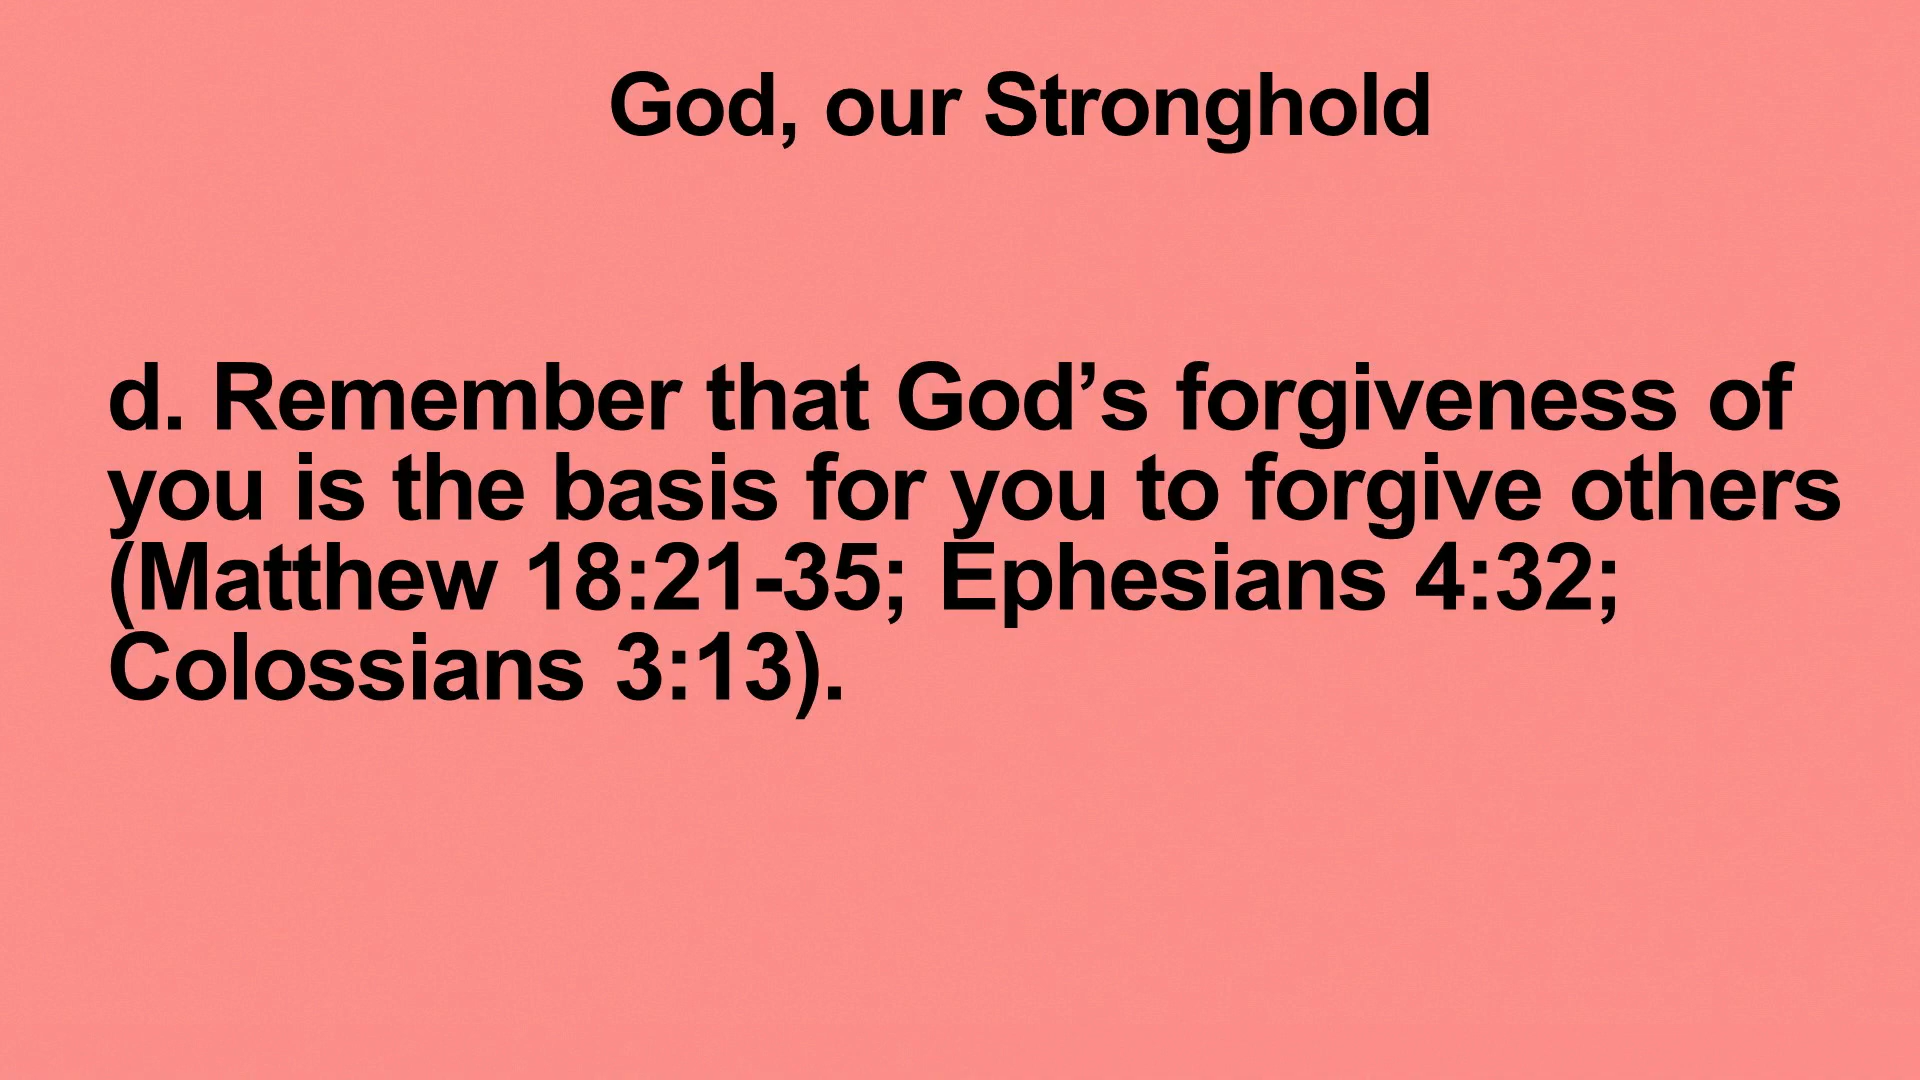 God, our Stronghold
d. Remember that God’s forgiveness of
you is the basis for you to forgive others
(Matthew 18:21-35; Ephesians 4:32;
Colossians 3:13).